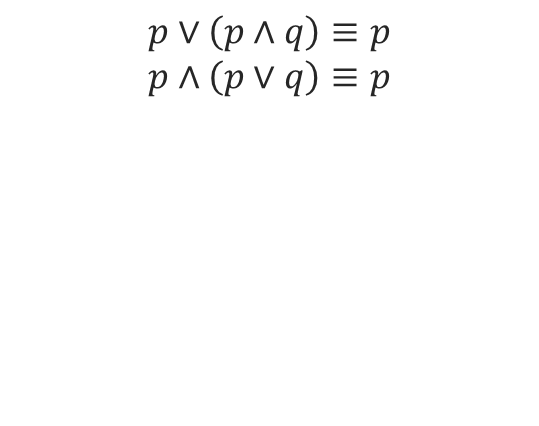 p ∨ (p ∧ q) ≡ p
p ∧ (p ∨ q) ≡ p